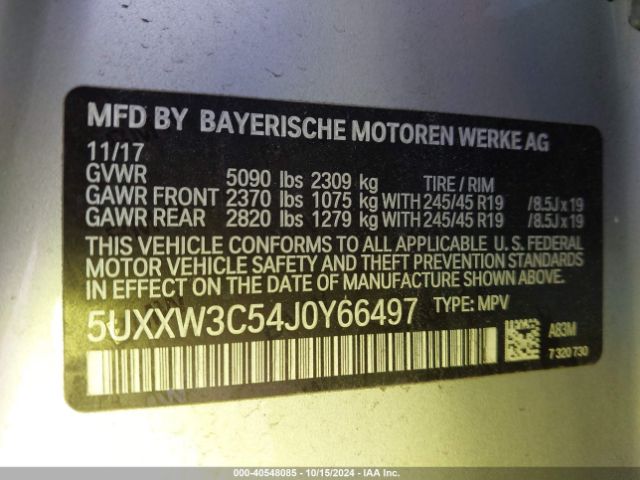 MFD BY BAYERISCHE MOTOREN WERKE AG
11/17
GVWR 5090 lbs 2309 kg TIRE / RIM
GAWR FRONT 2370 lbs 1075 kg WITH 245/45 R19 /8.5J x 19
GAWR REAR 2820 lbs 1279 kg WITH 245/45 R19 /8.5J x 19
THIS VEHICLE CONFORMS TO ALL APPLICABLE U. S. FEDERAL
MOTOR VEHICLE SAFETY AND THEFT PREVENTION STANDARDS
IN EFFECT ON THE DATE OF MANUFACTURE SHOWN ABOVE.
5UXXW3C54J0Y66497 TYPE: MPV
A83M
7 320 730
000-40548085 - 10/15/2024 - IAAI.COM